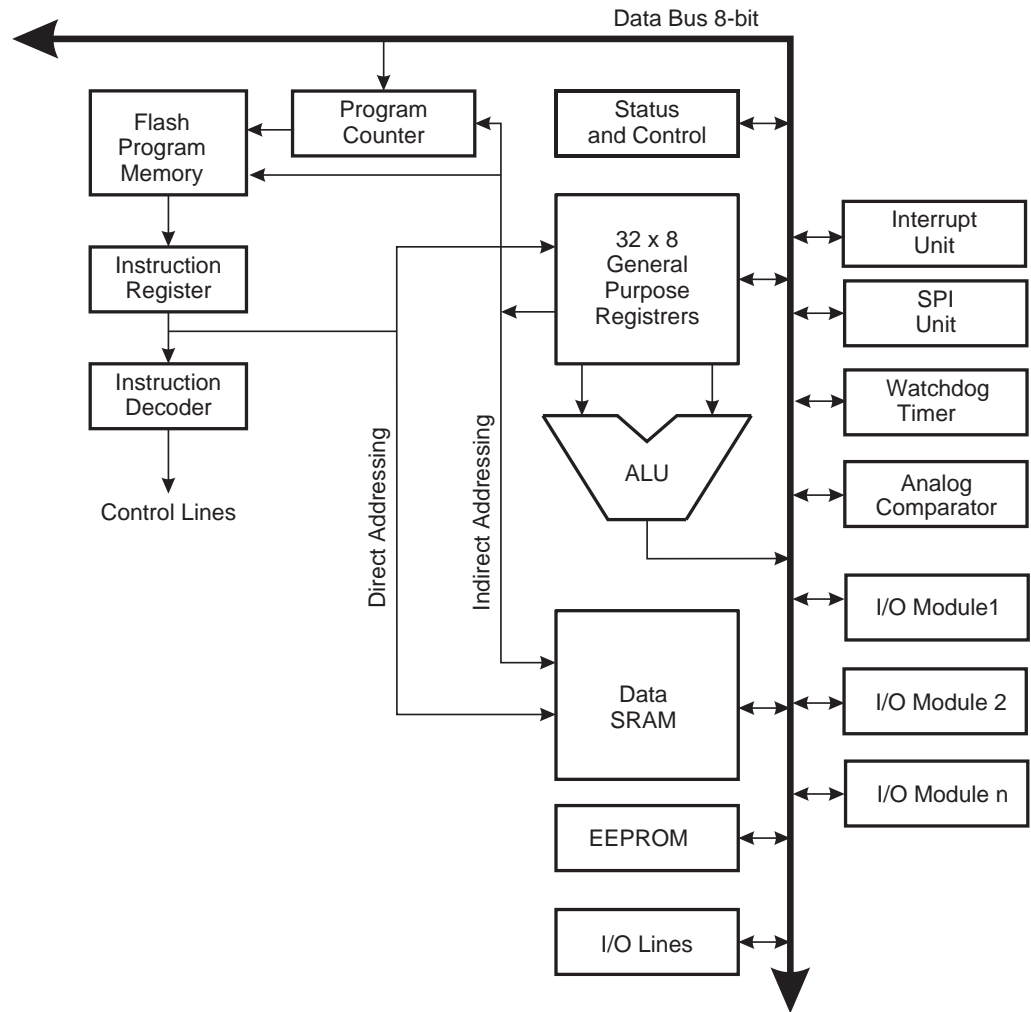 Data Bus 8-bit
Flash
Program
Memory
Program
Counter
Status
and Control
32 x 8
General
Purpose
Registrers
Interrupt
Unit
Instruction
Register
SPI
Unit
Instruction
Decoder
Watchdog
Timer
Direct Addressing
Indirect Addressing
ALU
Analog
Comparator
Control Lines
I/O Module1
Data
SRAM
I/O Module 2
I/O Module n
EEPROM
I/O Lines